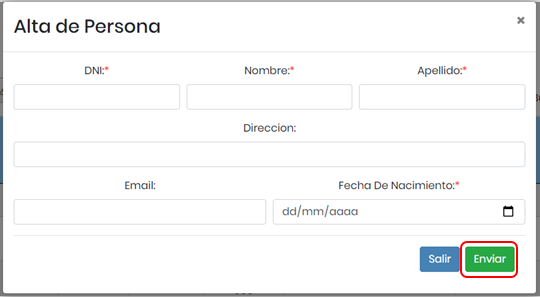 Alta de Persona ×
DNI:* Nombre:* Apellido:*
Direccion:
Email: Fecha De Nacimiento:*
dd/mm/aaaa
Salir Enviar